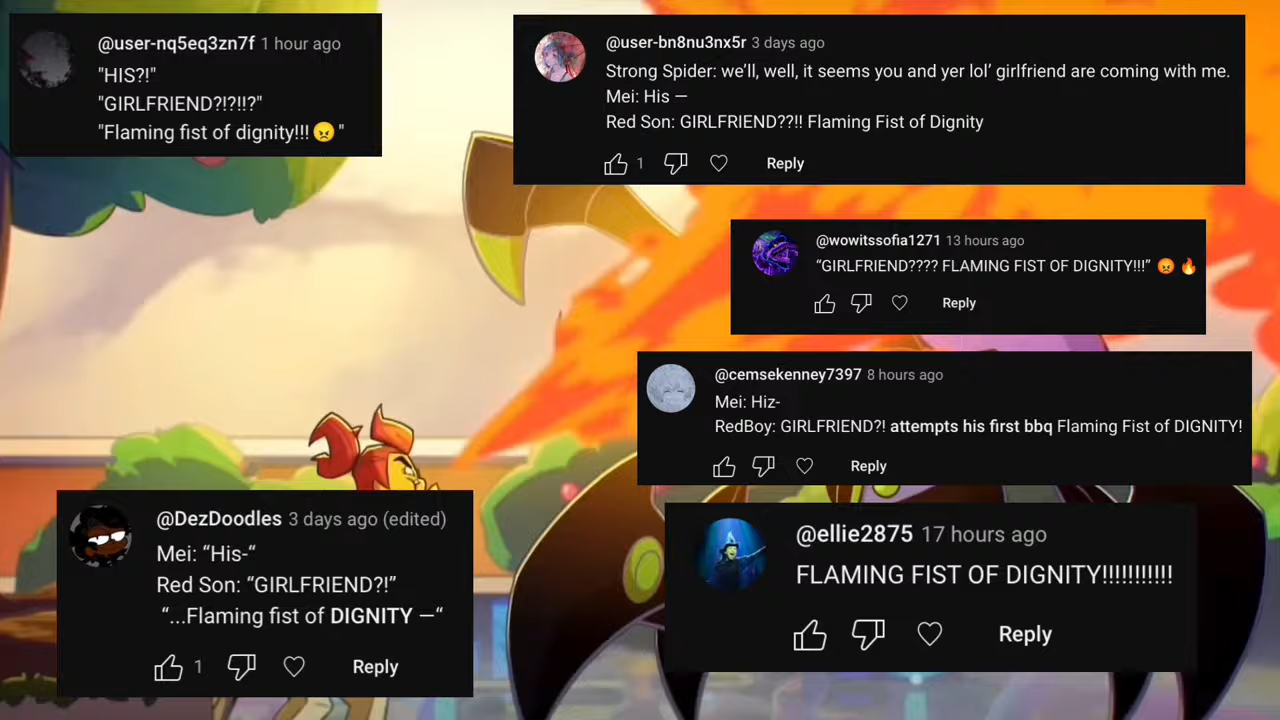 @user-nq5eq3zn7f 1 hour ago
"HIS?!"
"GIRLFRIEND?!?!!?"
"Flaming fist of dignity!!!😠"
@user-bn8nu3nx5r 3 days ago
Strong Spider: we’ll, well, it seems you and yer lol’ girlfriend are coming with me.
Mei: His —
Red Son: GIRLFRIEND??!! Flaming Fist of Dignity
1 Reply
@wowitssofia1271 13 hours ago
“GIRLFRIEND???? FLAMING FIST OF DIGNITY!!!” 😡 🔥
Reply
@cemsekenney7397 8 hours ago
Mei: Hiz-
RedBoy: GIRLFRIEND?! attempts his first bbq Flaming Fist of DIGNITY!
Reply
@DezDoodles 3 days ago (edited)
Mei: “His-“
Red Son: “GIRLFRIEND?!”
“...Flaming fist of DIGNITY —“
1 Reply
@ellie2875 17 hours ago
FLAMING FIST OF DIGNITY!!!!!!!!!!!
Reply